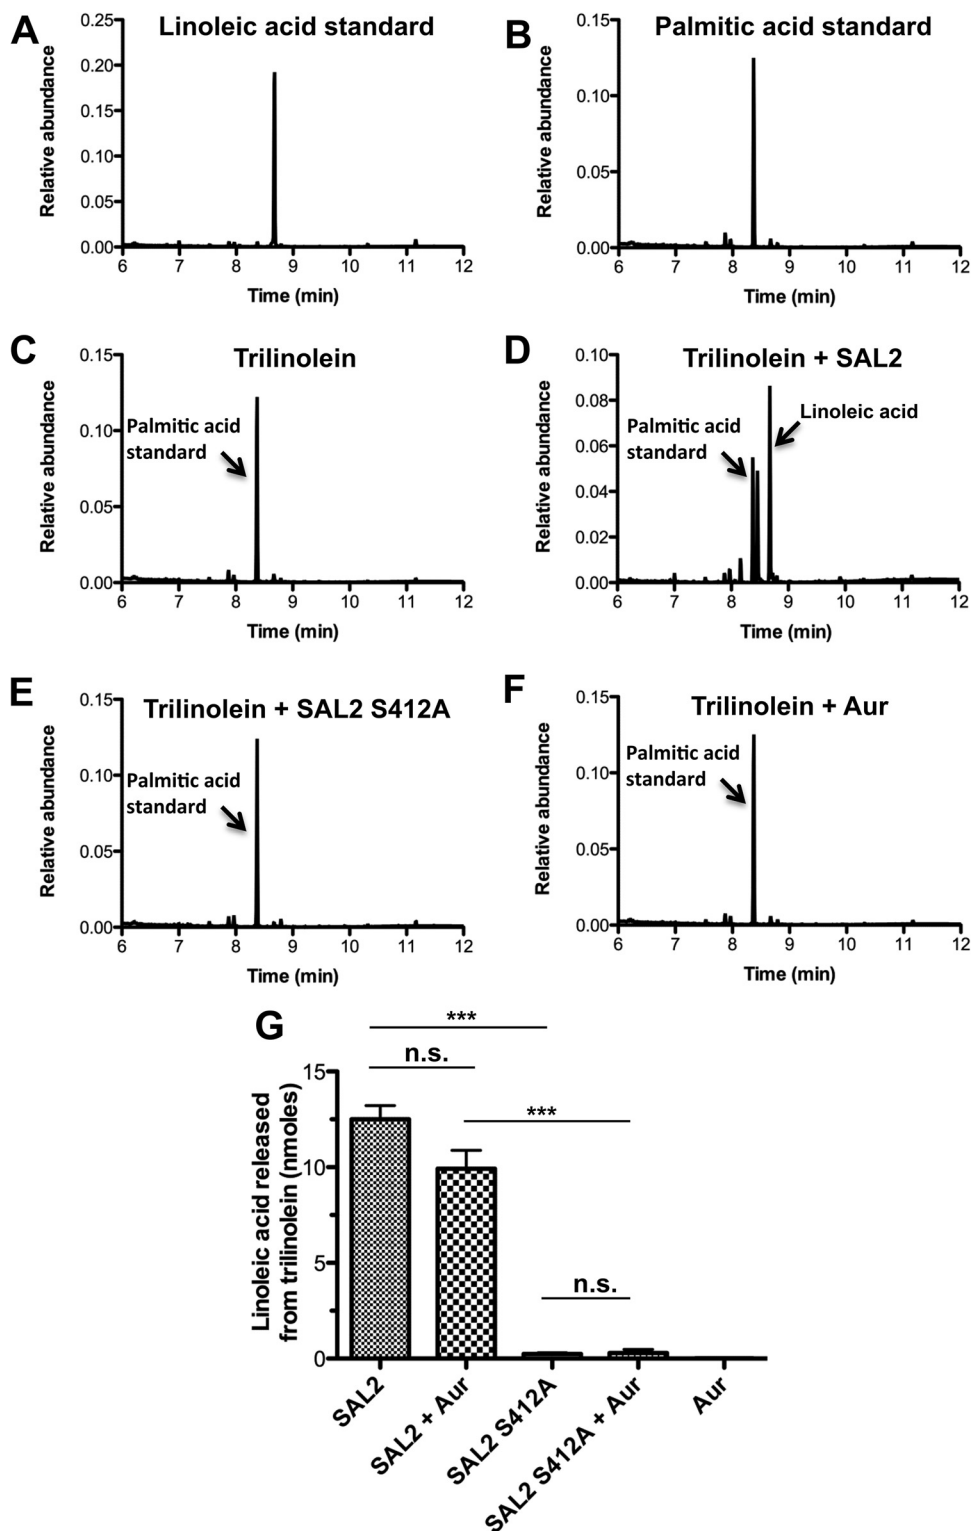 A
Linoleic acid standard
Relative abundance
0.25
0.20
0.15
0.10
0.05
0.00
6 7 8 9 10 11 12
Time (min)
B
Palmitic acid standard
Relative abundance
0.15
0.10
0.05
0.00
6 7 8 9 10 11 12
Time (min)
C
Trilinolein
Relative abundance
0.15
0.10
0.05
0.00
Palmitic acid
standard
6 7 8 9 10 11 12
Time (min)
D
Trilinolein + SAL2
Relative abundance
0.10
0.08
0.06
0.04
0.02
0.00
Palmitic acid
standard
Linoleic acid
6 7 8 9 10 11 12
Time (min)
E
Trilinolein + SAL2 S412A
Relative abundance
0.15
0.10
0.05
0.00
Palmitic acid
standard
6 7 8 9 10 11 12
Time (min)
F
Trilinolein + Aur
Relative abundance
0.15
0.10
0.05
0.00
Palmitic acid
standard
6 7 8 9 10 11 12
Time (min)
G
***
n.s.
***
n.s.
Linoleic acid released
from trilinolein (nmoles)
15
10
5
0
SAL2
SAL2 + Aur
SAL2 S412A
SAL2 S412A + Aur
Aur